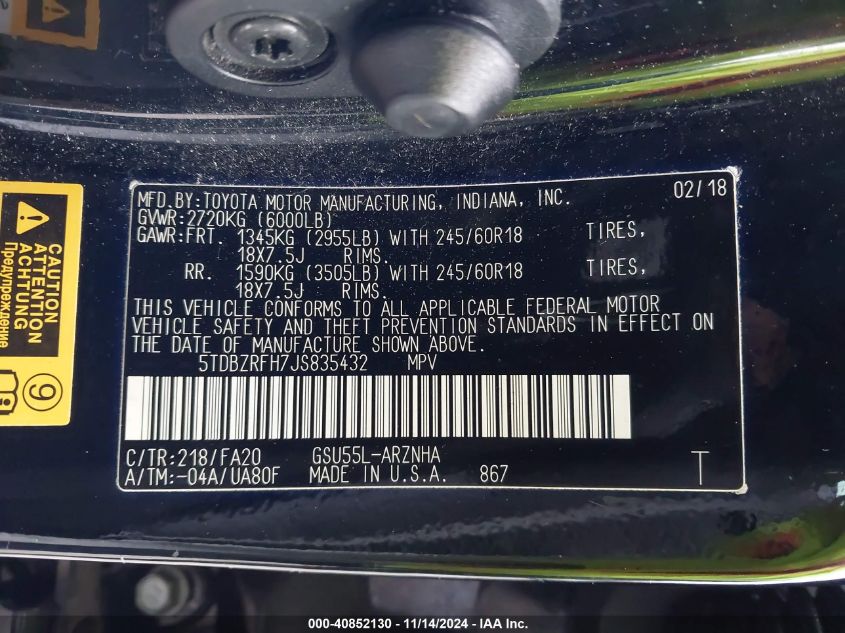 MFD.BY:TOYOTA MOTOR MANUFACTURING, INDIANA, INC. 02/18
GVWR:2720KG (6000LB)
GAWR:FRT. 1345KG (2955LB) WITH 245/60R18 TIRES,
18X7.5J RIMS.
RR. 1590KG (3505LB) WITH 245/60R18 TIRES,
18X7.5J RIMS.
THIS VEHICLE CONFORMS TO ALL APPLICABLE FEDERAL MOTOR
VEHICLE SAFETY AND THEFT PREVENTION STANDARDS IN EFFECT ON
THE DATE OF MANUFACTURE SHOWN ABOVE.
5TDBZRFH7JS835432 MPV
C/TR:218/FA20 GSU55L-ARZNHA
A/TM:-04A/UA80F MADE IN U.S.A. 867 T
CAUTION
ATTENTION
ACHTUNG
Предупреждение
9
000-40852130 - 11/14/2024 - IAA Inc.